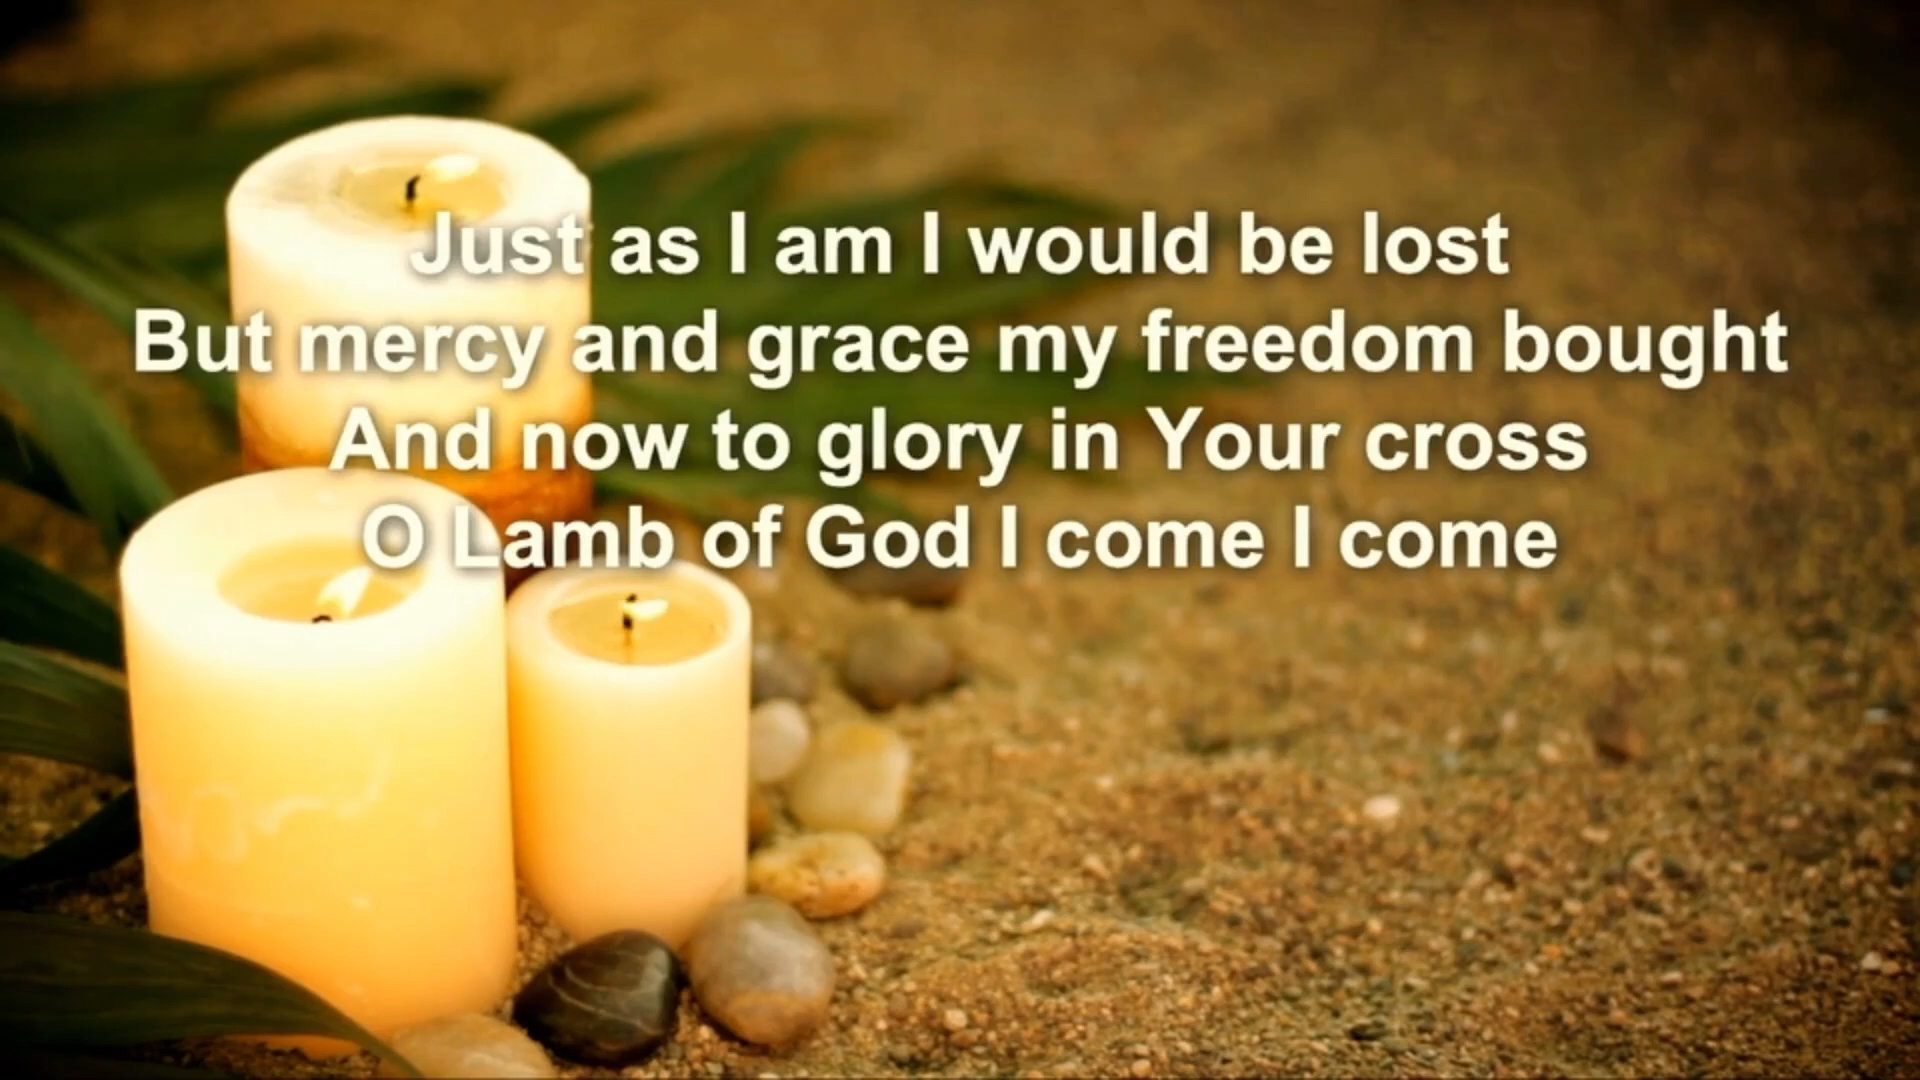 Just as I am I would be lost
But mercy and grace my freedom bought
And now to glory in Your cross
O Lamb of God I come I come